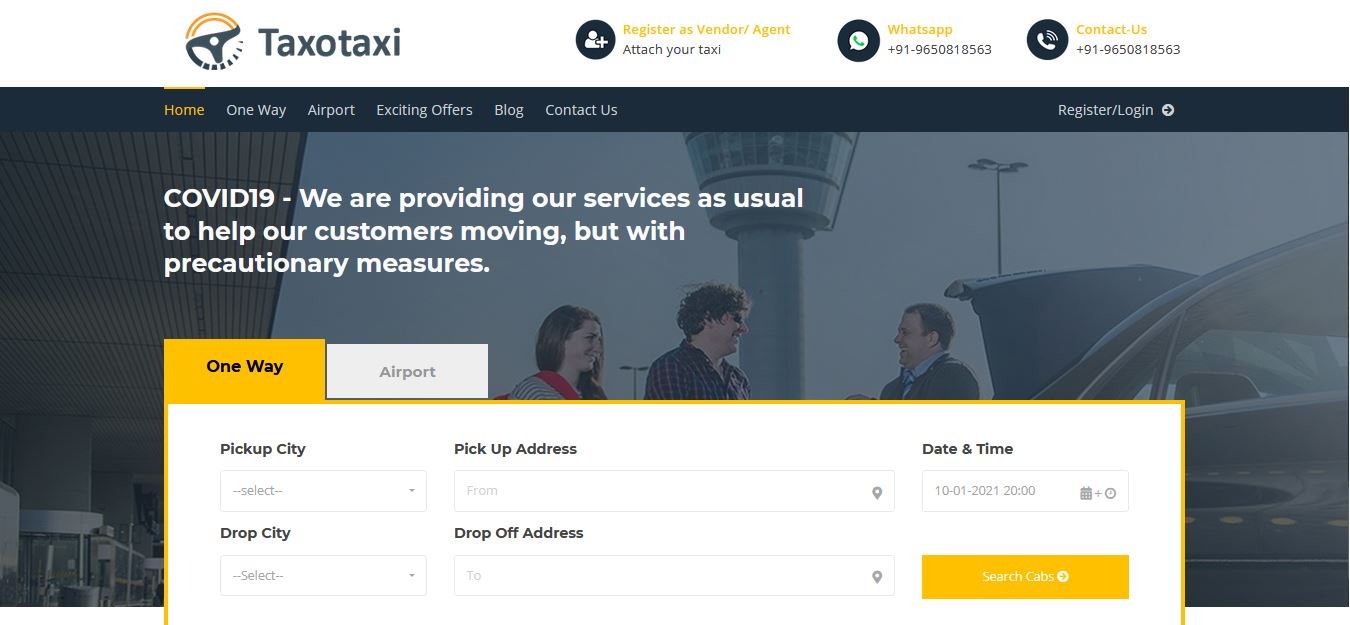 Taxotaxi
Register as Vendor/ Agent
Attach your taxi
Whatsapp
+91-9650818563
Contact-Us
+91-9650818563
Home
One Way
Airport
Exciting Offers
Blog
Contact Us
Register/Login
COVID19 - We are providing our services as usual
to help our customers moving, but with
precautionary measures.
One Way
Airport
Pickup City
Pick Up Address
Date & Time
--select--
From
10-01-2021 20:00
+
Drop City
Drop Off Address
--Select--
To
Search Cabs